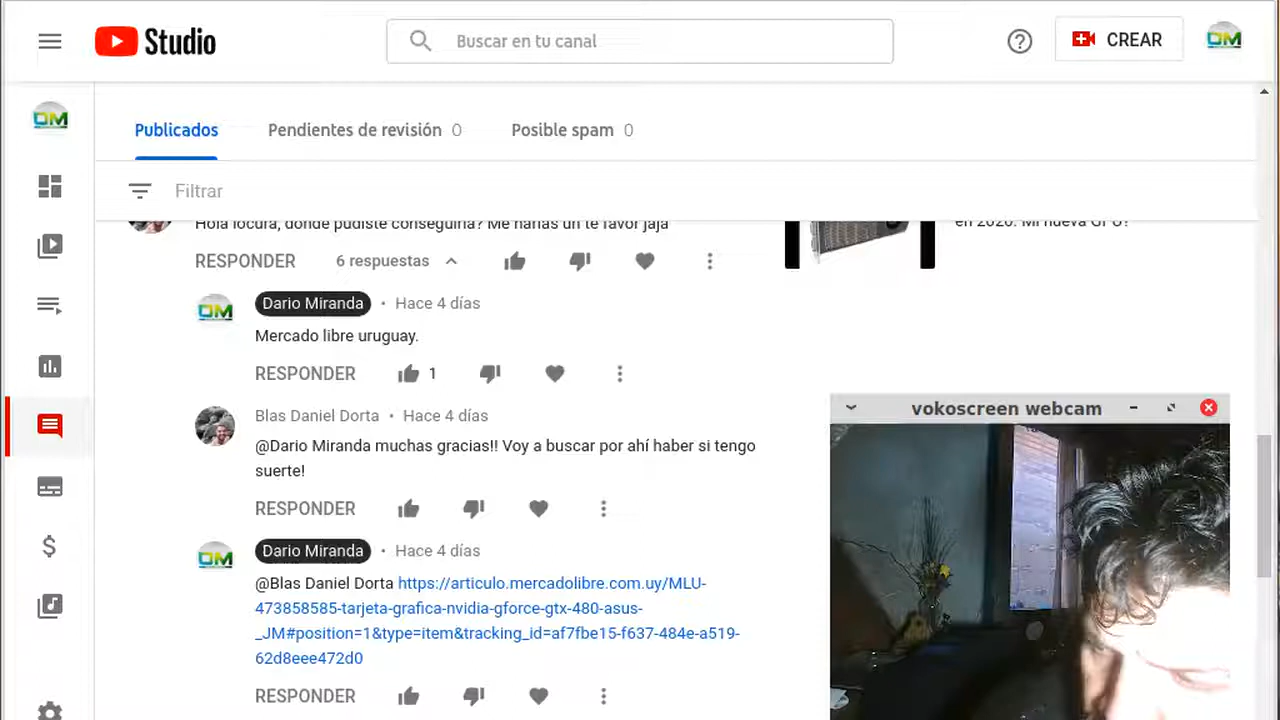 Studio
Buscar en tu canal
CREAR
DM
DM
Publicados
Pendientes de revisión 0
Posible spam 0
Filtrar
Hola locura, donde pudiste conseguirla? Me harías un te favor jaja
en 2020. Mi nueva GPU!
RESPONDER
6 respuestas
DM
Dario Miranda • Hace 4 días
Mercado libre uruguay.
RESPONDER
1
Blas Daniel Dorta • Hace 4 días
@Dario Miranda muchas gracias!! Voy a buscar por ahí haber si tengo
suerte!
RESPONDER
DM
Dario Miranda • Hace 4 días
@Blas Daniel Dorta https://articulo.mercadolibre.com.uy/MLU-
473858585-tarjeta-grafica-nvidia-gforce-gtx-480-asus-
_JM#position=1&type=item&tracking_id=af7fbe15-f637-484e-a519-
62d8eee472d0
RESPONDER
vokoscreen webcam